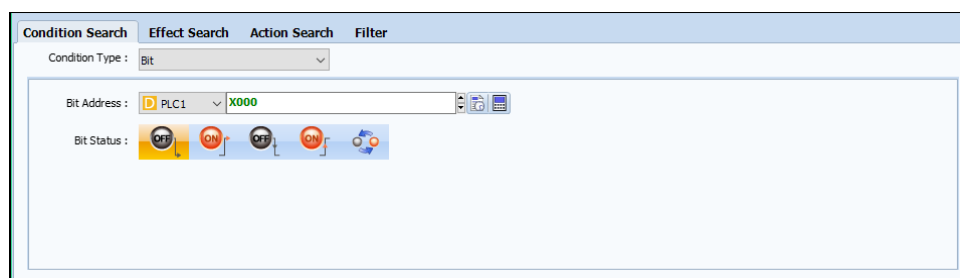 Condition Search Effect Search Action Search Filter
Condition Type : Bit
Bit Address : D PLC1 X000
Bit Status : OFF ON OFF ON